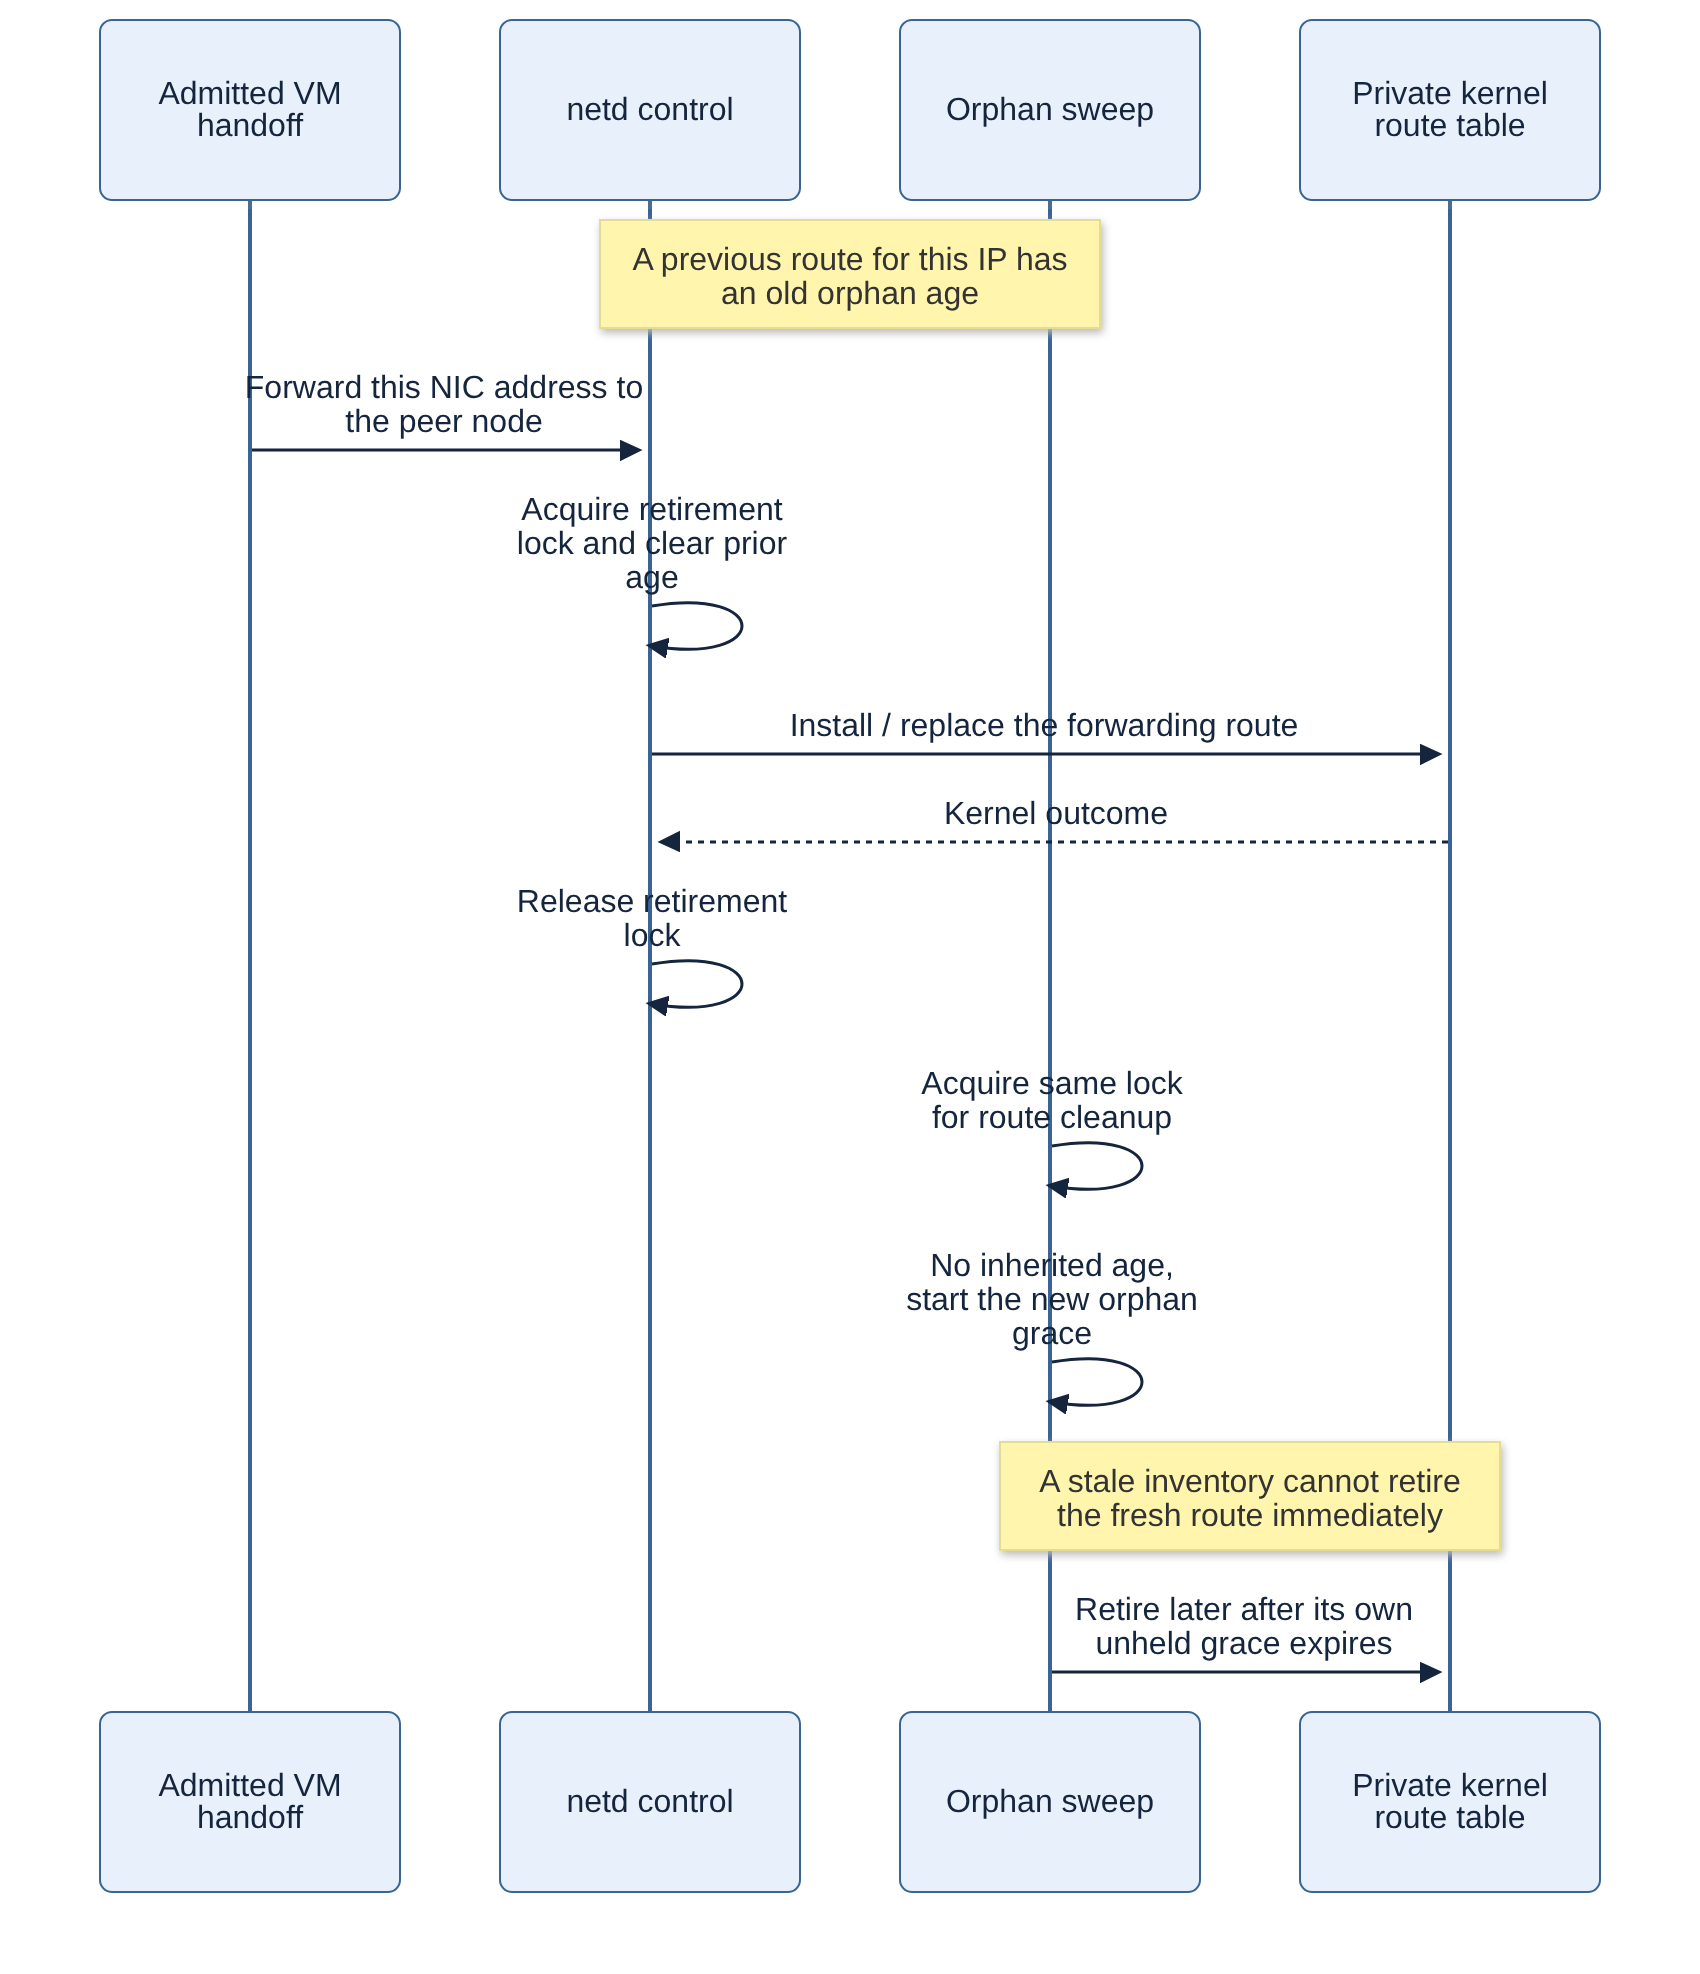 Admitted VM
handoff
netd control
Orphan sweep
Private kernel
route table
A previous route for this IP has
an old orphan age
Forward this NIC address to
the peer node
Acquire retirement
lock and clear prior
age
Install / replace the forwarding route
Kernel outcome
Release retirement
lock
Acquire same lock
for route cleanup
No inherited age,
start the new orphan
grace
A stale inventory cannot retire
the fresh route immediately
Retire later after its own
unheld grace expires
Admitted VM
handoff
netd control
Orphan sweep
Private kernel
route table